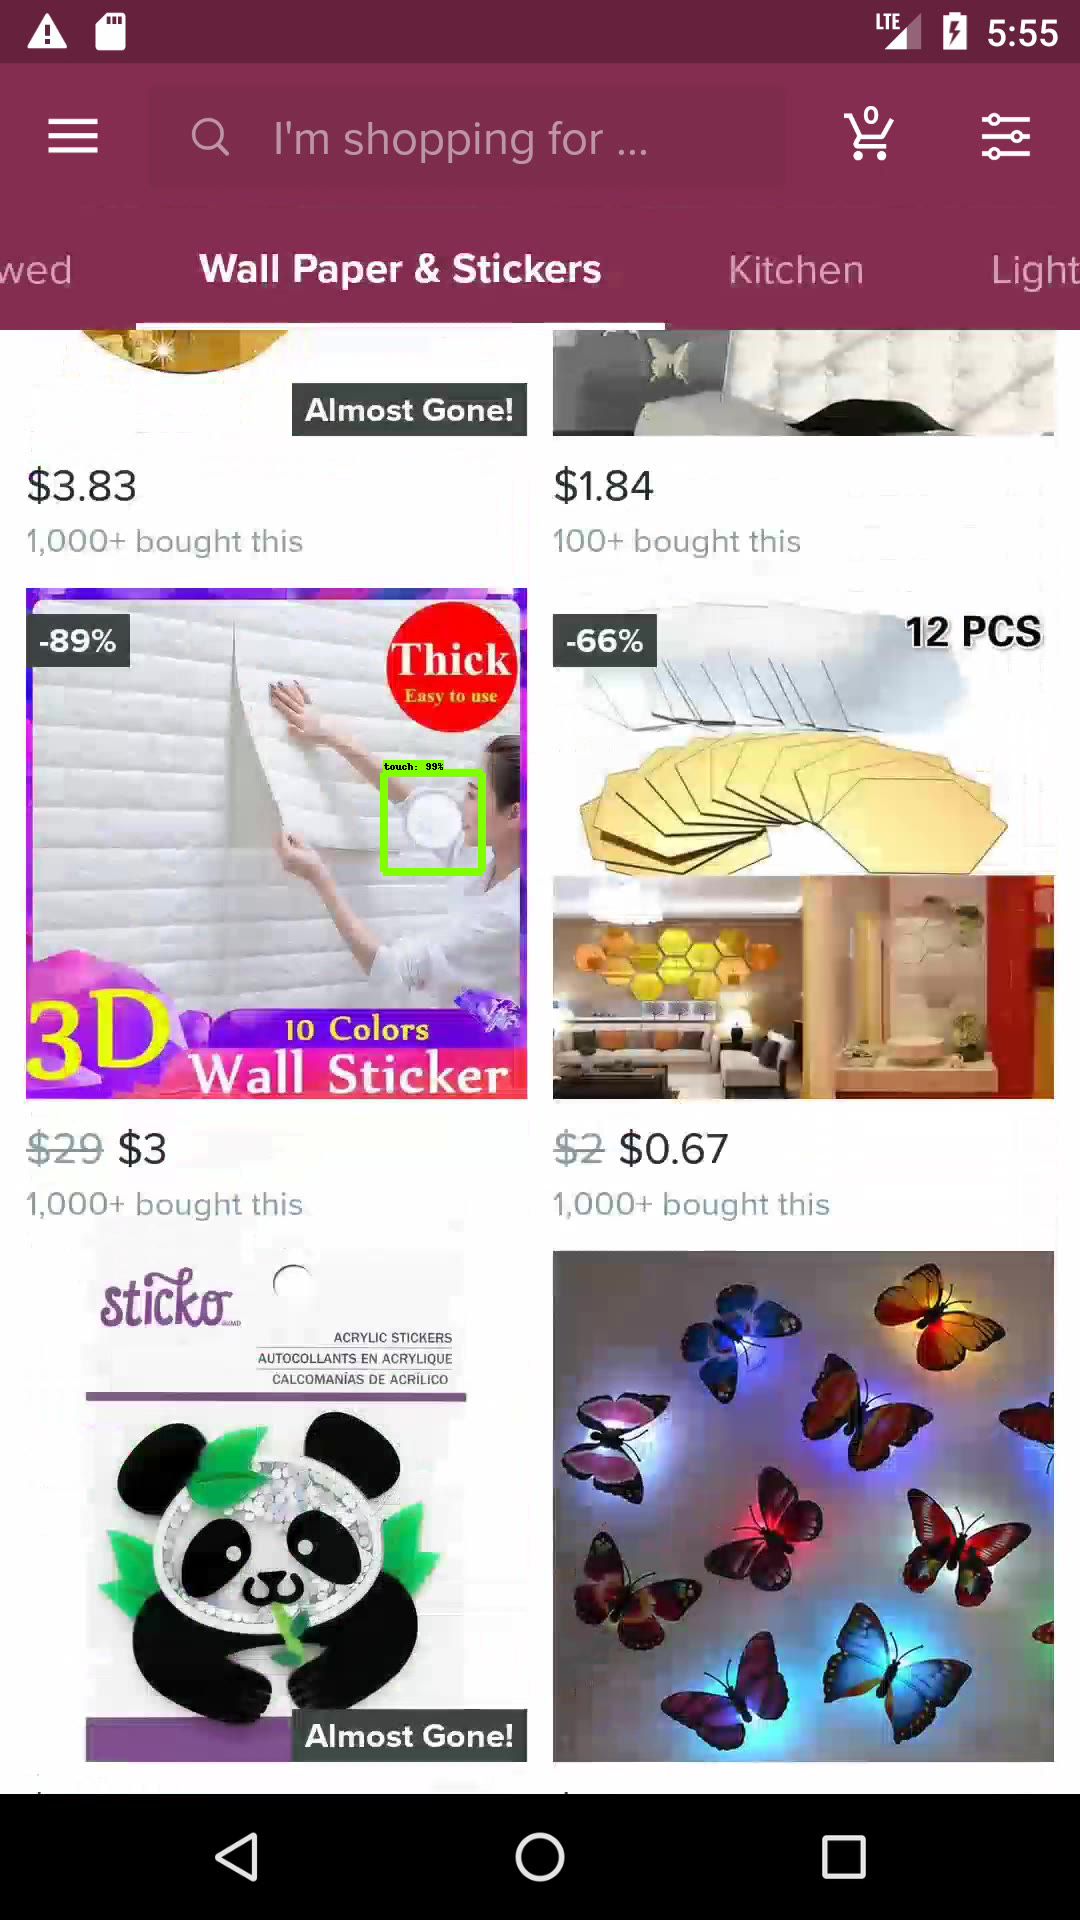 LTE
5:55
I'm shopping for ...
0
wed
Wall Paper & Stickers
Kitchen
Light
Almost Gone!
$3.83
$1.84
1,000+ bought this
100+ bought this
-89%
Thick
Easy to use
touch: 99%
3D
10 Colors
Wall Sticker
-66%
12 PCS
$29 $3
$2 $0.67
1,000+ bought this
1,000+ bought this
sticko
ACRYLIC STICKERS
AUTOCOLLANTS EN ACRYLIQUE
CALCOMANÍAS DE ACRÍLICO
Almost Gone!